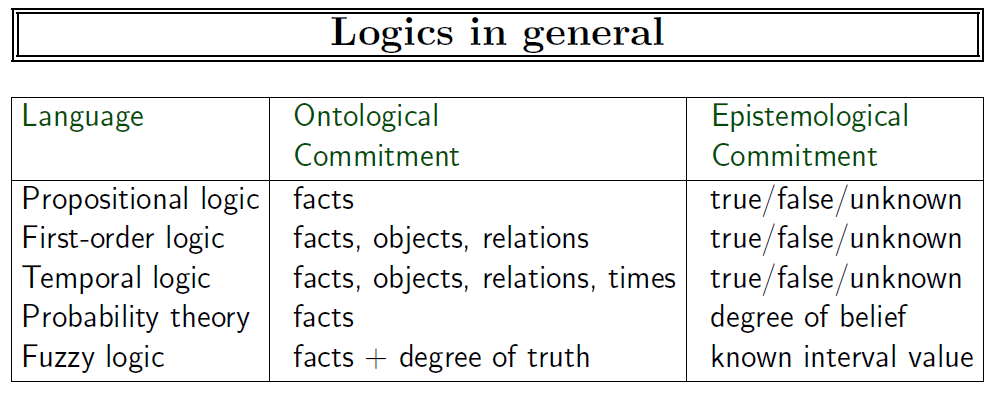 Logics in general
Language Ontological Epistemological
Commitment Commitment
Propositional logic facts true/false/unknown
First-order logic facts, objects, relations true/false/unknown
Temporal logic facts, objects, relations, times true/false/unknown
Probability theory facts degree of belief
Fuzzy logic facts + degree of truth known interval value